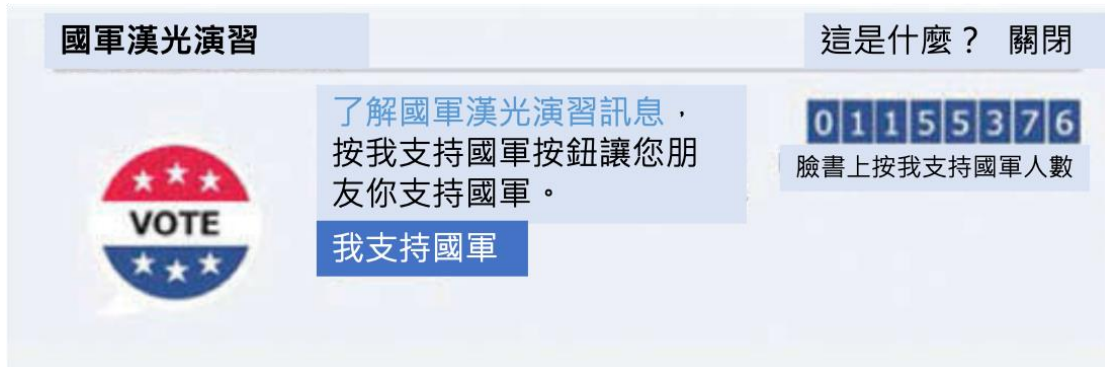 國軍漢光演習
這是什麼？ 關閉
了解國軍漢光演習訊息，
按我支持國軍按鈕讓您朋
友你支持國軍。
我支持國軍
01155376
臉書上按我支持國軍人數
VOTE